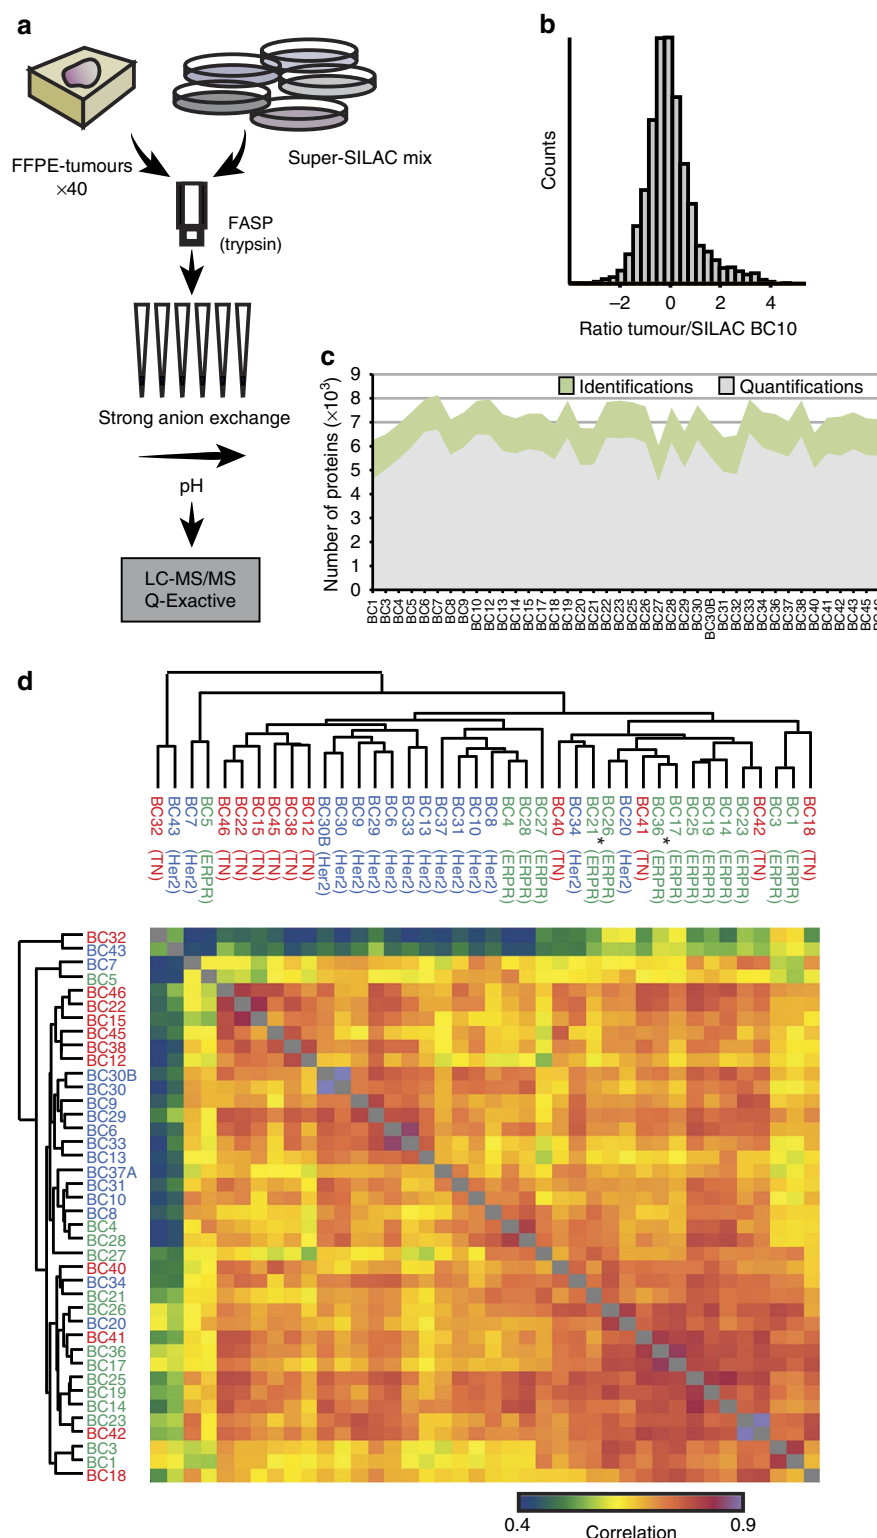 a
FFPE-tumours
×40
Super-SILAC mix
FASP
(trypsin)
Strong anion exchange
pH
LC-MS/MS
Q-Exactive
b
Counts
–2 0 2 4
Ratio tumour/SILAC BC10
c
Number of proteins (×10³)
9
8
7
6
5
4
3
2
1
0
Identifications Quantifications
BC1
BC3
BC4
BC5
BC6
BC7
BC8
BC9
BC10
BC12
BC13
BC14
BC15
BC17
BC18
BC19
BC20
BC21
BC22
BC23
BC25
BC26
BC27
BC28
BC29
BC30
BC30B
BC31
BC32
BC33
BC34
BC36
BC37
BC38
BC40
BC41
BC42
BC43
BC45
d
BC32 (TN)
BC43 (Her2)
BC7 (Her2)
BC5 (ERPR)
BC46 (TN)
BC22 (TN)
BC15 (TN)
BC45 (TN)
BC38 (TN)
BC12 (TN)
BC30B (Her2)
BC30 (Her2)
BC9 (Her2)
BC29 (Her2)
BC6 (Her2)
BC33 (Her2)
BC13 (Her2)
BC37 (Her2)
BC31 (Her2)
BC10 (Her2)
BC8 (Her2)
BC4 (ERPR)
BC28 (ERPR)
BC27 (ERPR)
BC40 (TN)
BC34 (Her2)
BC21 (ERPR)
BC26 * (ERPR)
BC20 (Her2)
BC41 (TN)
BC36 (ERPR)
BC17 * (ERPR)
BC25 (ERPR)
BC19 (ERPR)
BC14 (ERPR)
BC23 (ERPR)
BC42 (TN)
BC3 (ERPR)
BC1 (ERPR)
BC18 (TN)
BC32
BC43
BC7
BC5
BC46
BC22
BC15
BC45
BC38
BC12
BC30B
BC30
BC9
BC29
BC6
BC33
BC13
BC37A
BC31
BC10
BC8
BC4
BC28
BC27
BC40
BC34
BC21
BC26
BC20
BC41
BC36
BC17
BC25
BC19
BC14
BC23
BC42
BC3
BC1
BC18
0.4 0.9
Correlation